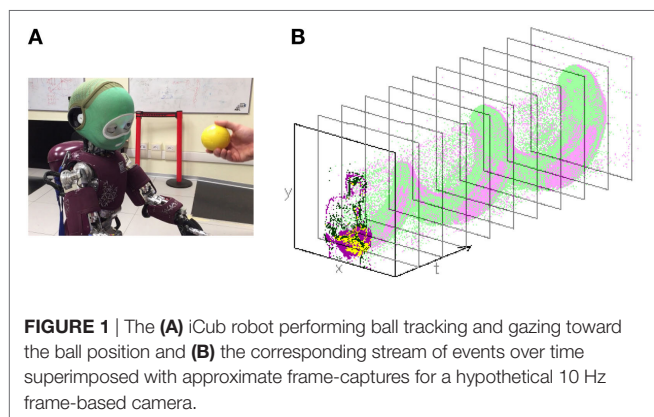 A
B
y
x
t
FIGURE 1 | The (A) iCub robot performing ball tracking and gazing toward
the ball position and (B) the corresponding stream of events over time
superimposed with approximate frame-captures for a hypothetical 10 Hz
frame-based camera.